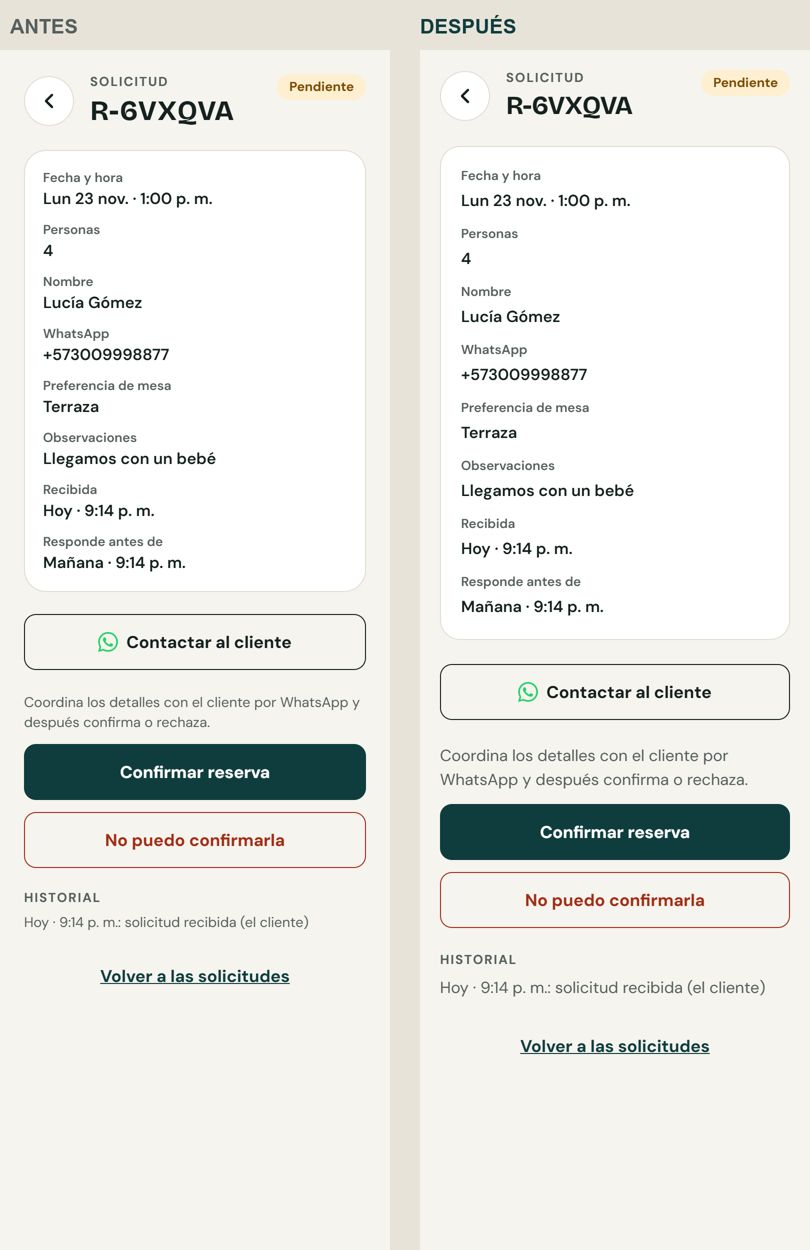 ANTES
SOLICITUD
R-6VXQVA
Pendiente
Fecha y hora
Lun 23 nov. · 1:00 p. m.
Personas
4
Nombre
Lucía Gómez
WhatsApp
+573009998877
Preferencia de mesa
Terraza
Observaciones
Llegamos con un bebé
Recibida
Hoy · 9:14 p. m.
Responde antes de
Mañana · 9:14 p. m.
Contactar al cliente
Coordina los detalles con el cliente por WhatsApp y
después confirma o rechaza.
Confirmar reserva
No puedo confirmarla
HISTORIAL
Hoy · 9:14 p. m.: solicitud recibida (el cliente)
Volver a las solicitudes
DESPUÉS
SOLICITUD
R-6VXQVA
Pendiente
Fecha y hora
Lun 23 nov. · 1:00 p. m.
Personas
4
Nombre
Lucía Gómez
WhatsApp
+573009998877
Preferencia de mesa
Terraza
Observaciones
Llegamos con un bebé
Recibida
Hoy · 9:14 p. m.
Responde antes de
Mañana · 9:14 p. m.
Contactar al cliente
Coordina los detalles con el cliente por
WhatsApp y después confirma o rechaza.
Confirmar reserva
No puedo confirmarla
HISTORIAL
Hoy · 9:14 p. m.: solicitud recibida (el cliente)
Volver a las solicitudes